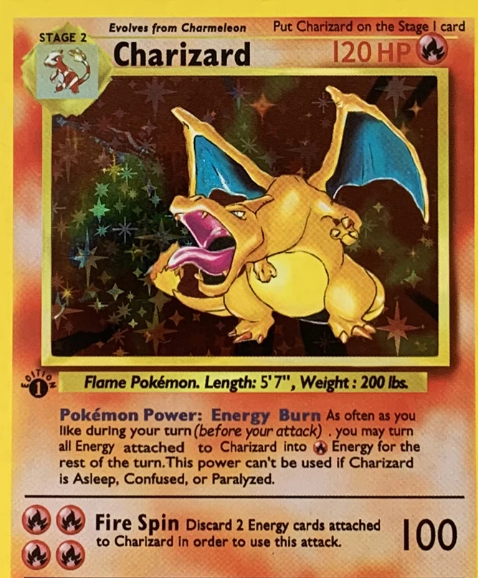 Evolves from Charmeleon
Put Charizard on the Stage 1 card
STAGE 2
Charizard
120 HP
EDITION
1
Flame Pokémon. Length: 5'7", Weight: 200 lbs.
Pokémon Power: Energy Burn As often as you
like during your turn (before your attack), you may turn
all Energy attached to Charizard into Energy for the
rest of the turn. This power can't be used if Charizard
is Asleep, Confused, or Paralyzed.
Fire Spin Discard 2 Energy cards attached
to Charizard in order to use this attack.
100